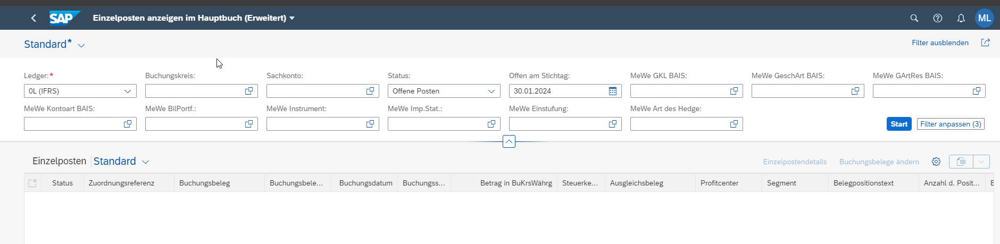 SAP Einzelposten anzeigen im Hauptbuch (Erweitert) ML
Standard* Filter ausblenden
Ledger:* Buchungskreis: Sachkonto: Status: Offen am Stichtag: MeWe GKL BAIS: MeWe GeschArt BAIS: MeWe GArtRes BAIS:
0L (IFRS) Offene Posten 30.01.2024
MeWe Kontoart BAIS: MeWe BilPortf.: MeWe Instrument: MeWe Imp.Stat.: MeWe Einstufung: MeWe Art des Hedge:
Start Filter anpassen (3)
Einzelposten Standard Einzelpostendetails Buchungsbelege ändern
Status Zuordnungsreferenz Buchungsbeleg Buchungsbele... Buchungsdatum Buchungss... Betrag in BuKrsWährg Steuerke... Ausgleichsbeleg Profitcenter Segment Belegpositionstext Anzahl d. Posit...